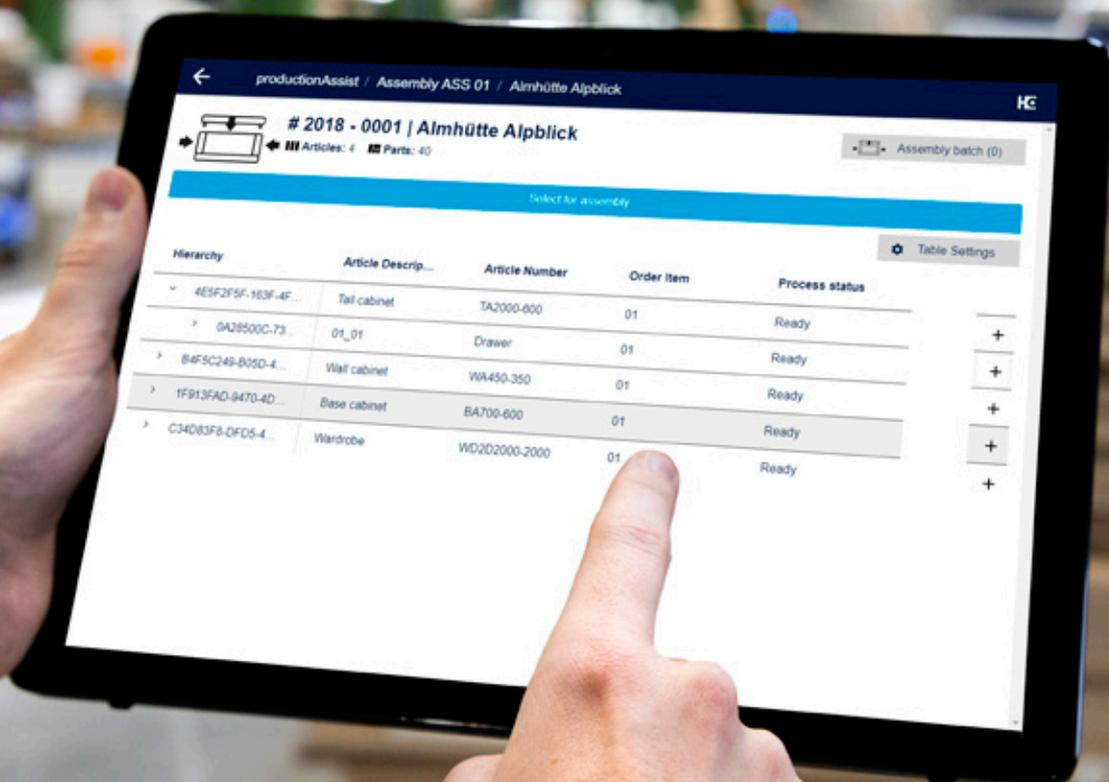 productionAssist / Assembly ASS 01 / Almhütte Alpblick
# 2018 - 0001 | Almhütte Alpblick
Articles: 4 Parts: 40
Assembly batch (0)
Select for assembly
Table Settings
Hierarchy Article Descrip... Article Number Order Item Process status
4E5F2F5F-163F-4F... Tall cabinet TA2000-600 01 Ready +
0A28500C-73... 01_01 Drawer 01 Ready +
B4F5C249-B05D-4... Wall cabinet WA450-350 01 Ready +
1F913FAD-9470-4D... Base cabinet BA700-600 01 Ready +
C34D83F8-DFD5-4... Wardrobe WD2D2000-2000 01 Ready +